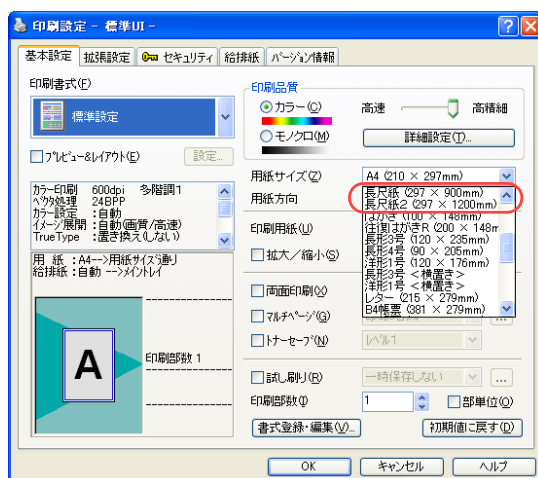 印刷設定 - 標準UI -
基本設定 拡張設定 セキュリティ 給排紙 バージョン情報
印刷書式(F)
標準設定
プレビュー&レイアウト(E) 設定...
カラー印刷 600dpi 多階調1
ベクタ処理 24BPP
カラー設定 :自動
イメージ展開 :自動(画質/高速)
TrueType :置き換え(しない)
用 紙 :A4-->用紙サイズ通り
給排紙:自動 -->メイントレイ
A
印刷部数 1
印刷品質
カラー(C) 高速 高精細
モノクロ(M) 詳細設定(T)...
用紙サイズ(Z) A4 (210 × 297mm)
用紙方向
長尺紙 (297 × 900mm)
長尺紙2 (297 × 1200mm)
はがき (100 × 148mm)
往復はがきR (200 × 148m
長形3号 (120 × 235mm)
長形4号 (90 × 205mm)
洋形1号 (120 × 176mm)
長形3号 <横置き>
洋形1号 <横置き>
レター (215 × 279mm)
B4帳票 (381 × 279mm)
印刷用紙(U)
拡大/縮小(S)
両面印刷(X)
マルチページ(G) ...
トナーセーブ(N) レベル1
試し刷り(R) 一時保存しない ...
印刷部数(I) 1 部単位(O)
書式登録・編集(V)... 初期値に戻す(D)
OK キャンセル ヘルプ